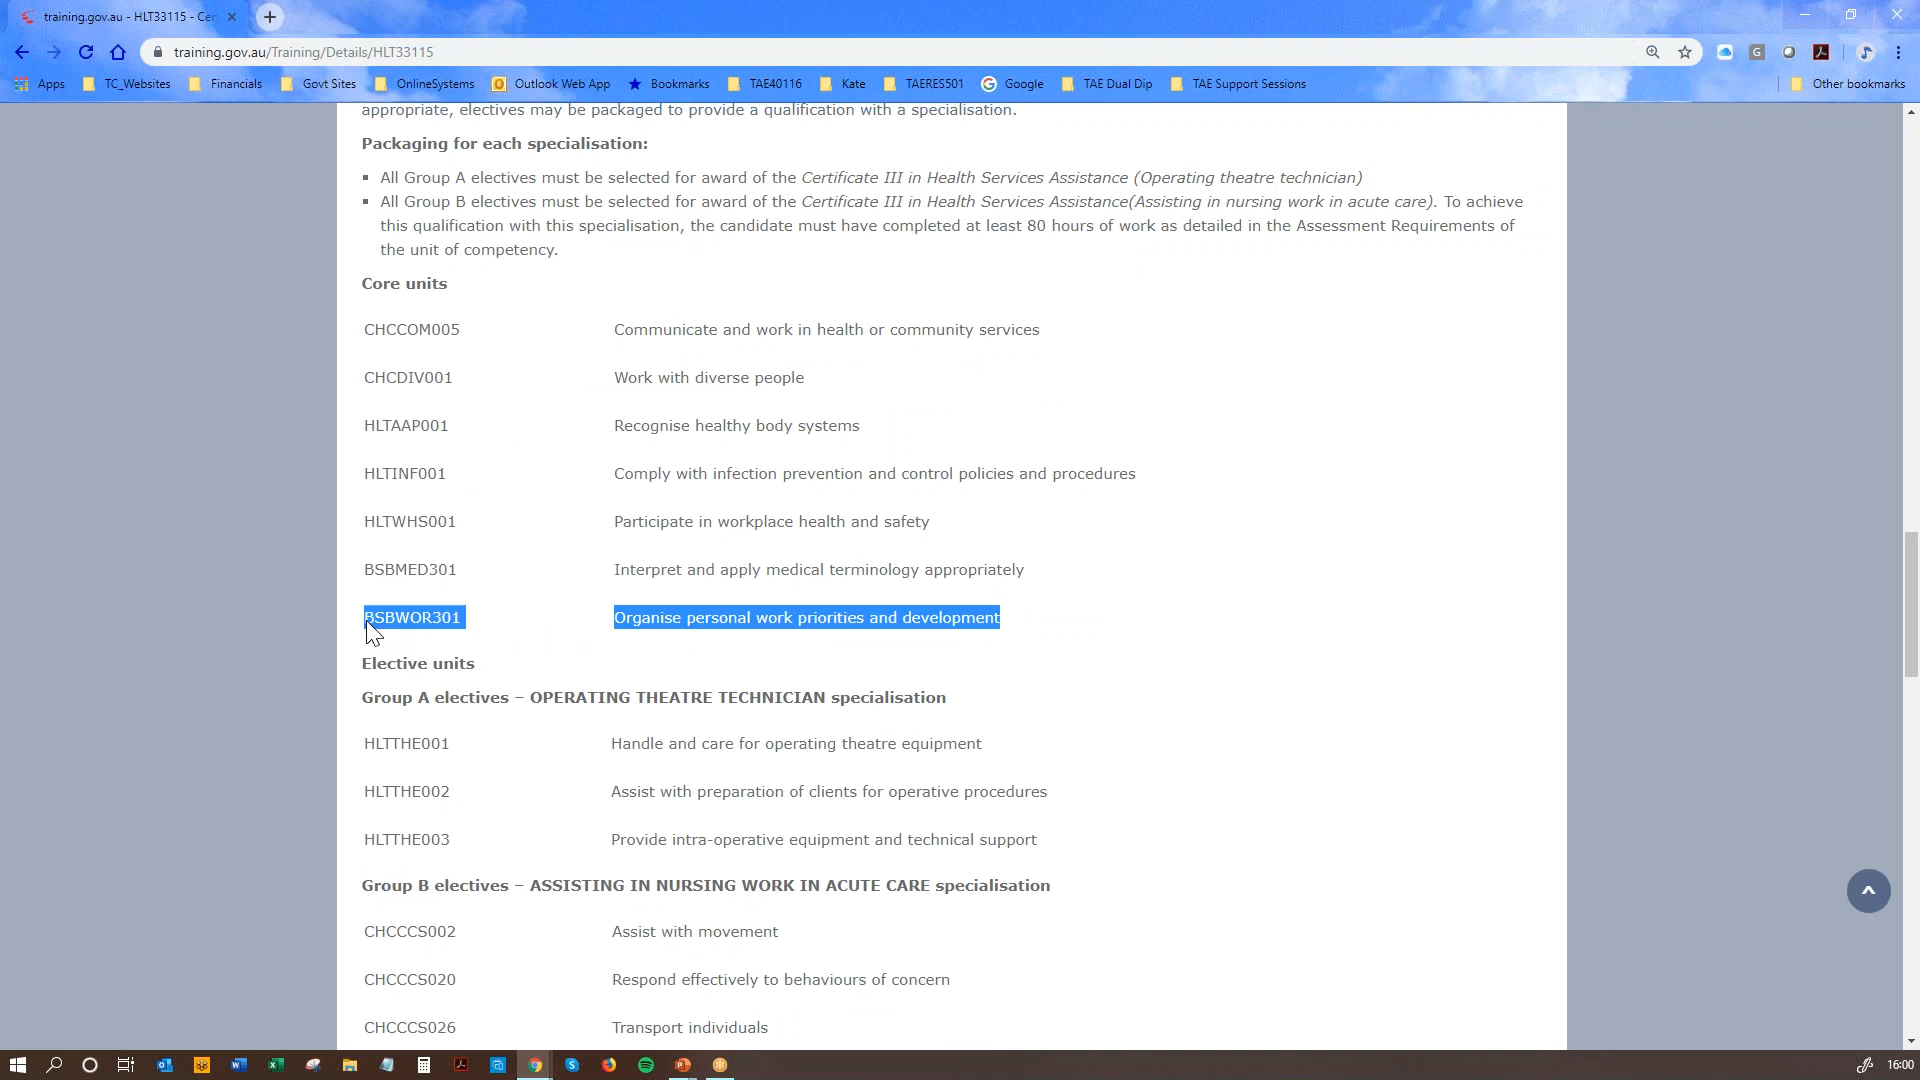 training.gov.au - HLT33115 - Cer
training.gov.au/Training/Details/HLT33115
Apps TC_Websites Financials Govt Sites OnlineSystems Outlook Web App Bookmarks TAE40116 Kate TAERES501 Google TAE Dual Dip TAE Support Sessions Other bookmarks
appropriate, electives may be packaged to provide a qualification with a specialisation.
Packaging for each specialisation:
All Group A electives must be selected for award of the Certificate III in Health Services Assistance (Operating theatre technician)
All Group B electives must be selected for award of the Certificate III in Health Services Assistance(Assisting in nursing work in acute care). To achieve
this qualification with this specialisation, the candidate must have completed at least 80 hours of work as detailed in the Assessment Requirements of
the unit of competency.
Core units
CHCCOM005 Communicate and work in health or community services
CHCDIV001 Work with diverse people
HLTAAP001 Recognise healthy body systems
HLTINF001 Comply with infection prevention and control policies and procedures
HLTWHS001 Participate in workplace health and safety
BSBMED301 Interpret and apply medical terminology appropriately
BSBWOR301 Organise personal work priorities and development
Elective units
Group A electives – OPERATING THEATRE TECHNICIAN specialisation
HLTTHE001 Handle and care for operating theatre equipment
HLTTHE002 Assist with preparation of clients for operative procedures
HLTTHE003 Provide intra-operative equipment and technical support
Group B electives – ASSISTING IN NURSING WORK IN ACUTE CARE specialisation
CHCCCS002 Assist with movement
CHCCCS020 Respond effectively to behaviours of concern
CHCCCS026 Transport individuals
16:00